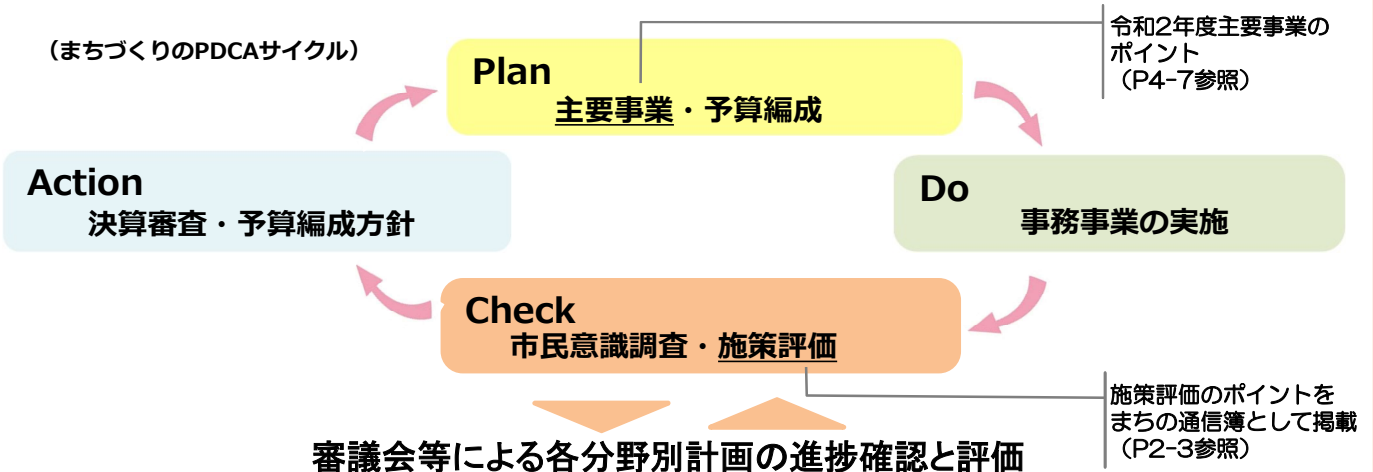 （まちづくりのPDCAサイクル）
Plan
主要事業・予算編成
令和2年度主要事業の
ポイント
（P4-7参照）
Action
決算審査・予算編成方針
Do
事務事業の実施
Check
市民意識調査・施策評価
施策評価のポイントを
まちの通信簿として掲載
（P2-3参照）
審議会等による各分野別計画の進捗確認と評価